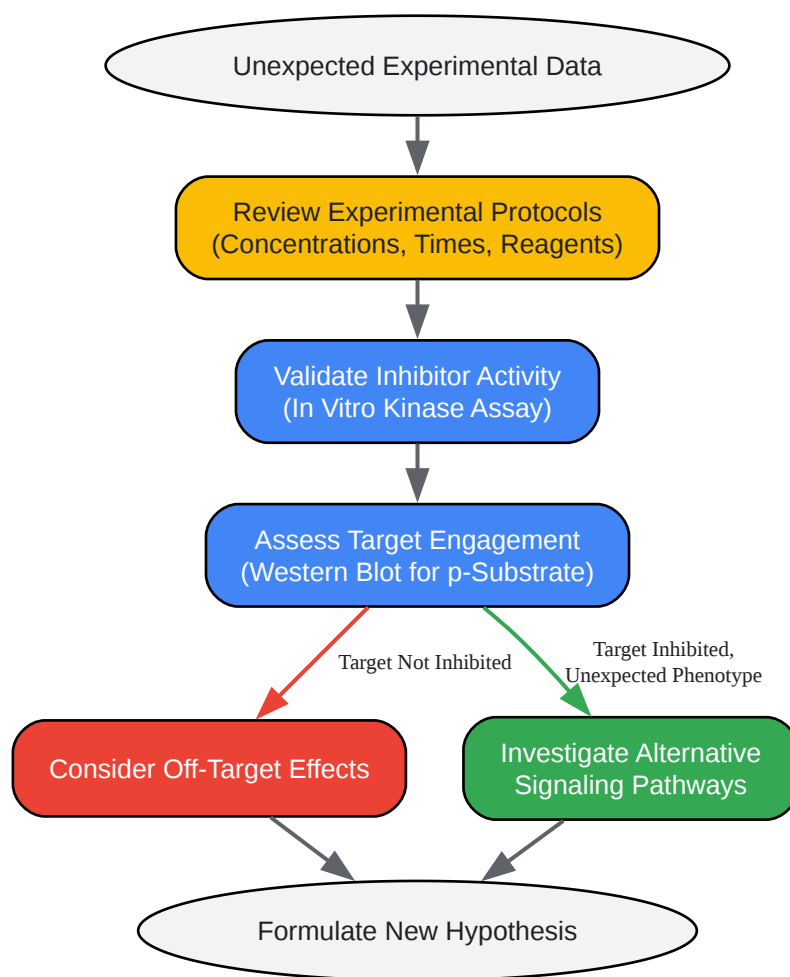 Unexpected Experimental Data
Review Experimental Protocols
(Concentrations, Times, Reagents)
Validate Inhibitor Activity
(In Vitro Kinase Assay)
Assess Target Engagement
(Western Blot for p-Substrate)
Target Not Inhibited
Target Inhibited,
Unexpected Phenotype
Consider Off-Target Effects
Investigate Alternative
Signaling Pathways
Formulate New Hypothesis